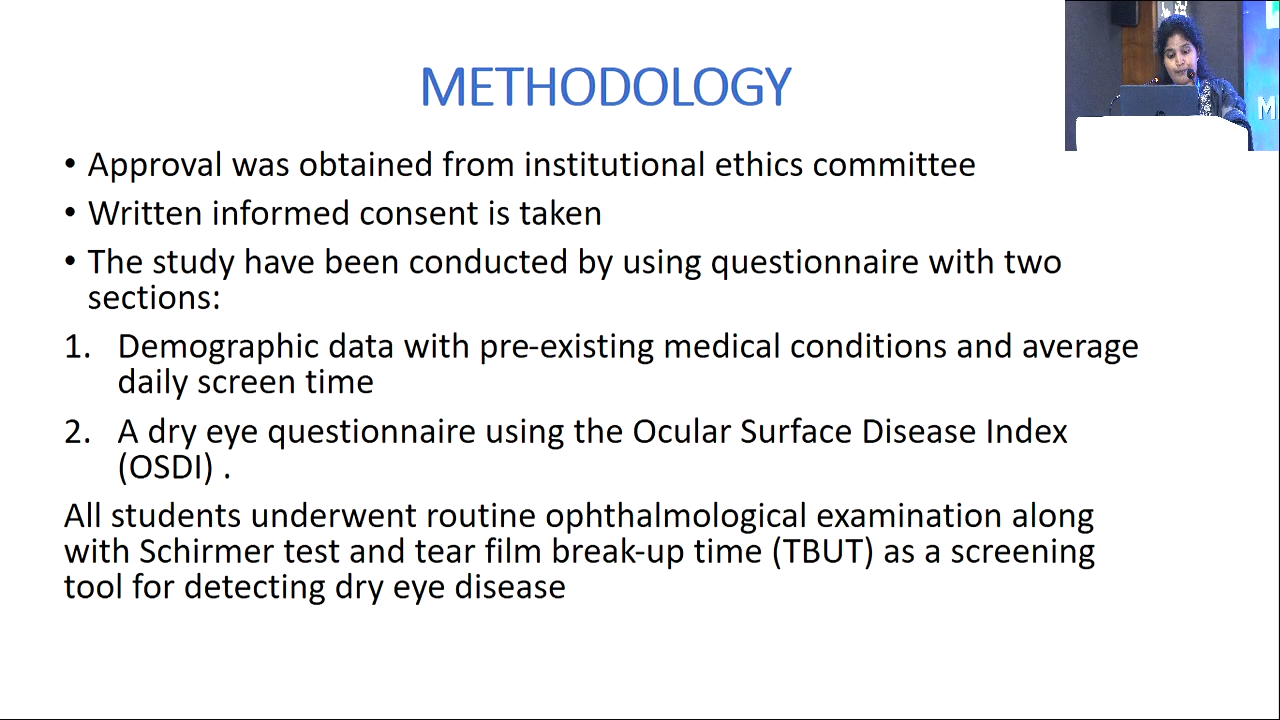 METHODOLOGY
• Approval was obtained from institutional ethics committee
• Written informed consent is taken
• The study have been conducted by using questionnaire with two
sections:
1. Demographic data with pre-existing medical conditions and average
daily screen time
2. A dry eye questionnaire using the Ocular Surface Disease Index
(OSDI) .
All students underwent routine ophthalmological examination along
with Schirmer test and tear film break-up time (TBUT) as a screening
tool for detecting dry eye disease